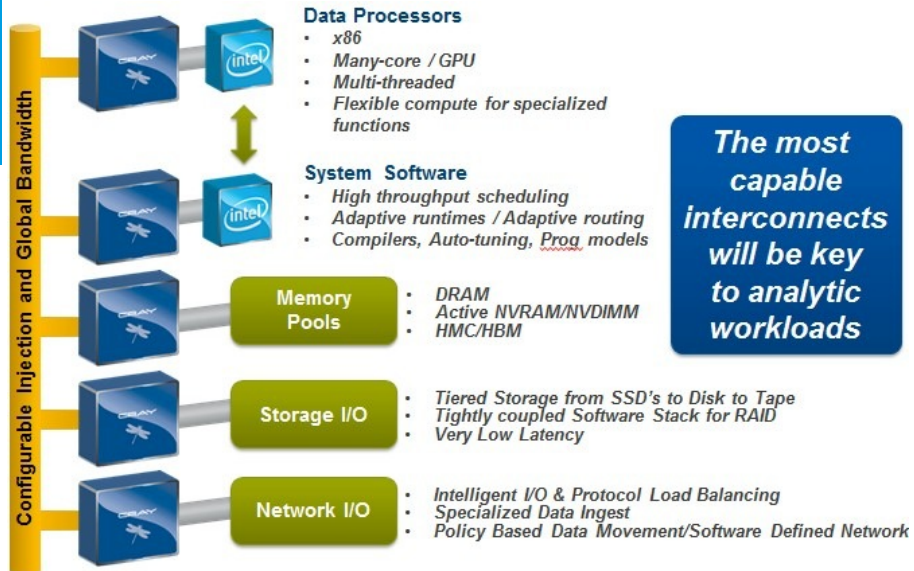 Configurable Injection and Global Bandwidth
CRAY
intel
Data Processors
• x86
• Many-core / GPU
• Multi-threaded
• Flexible compute for specialized
functions
CRAY
intel
System Software
• High throughput scheduling
• Adaptive runtimes / Adaptive routing
• Compilers, Auto-tuning, Prog models
CRAY
Memory
Pools
• DRAM
• Active NVRAM/NVDIMM
• HMC/HBM
CRAY
Storage I/O
• Tiered Storage from SSD's to Disk to Tape
• Tightly coupled Software Stack for RAID
• Very Low Latency
CRAY
Network I/O
• Intelligent I/O & Protocol Load Balancing
• Specialized Data Ingest
• Policy Based Data Movement/Software Defined Network
The most
capable
interconnects
will be key
to analytic
workloads